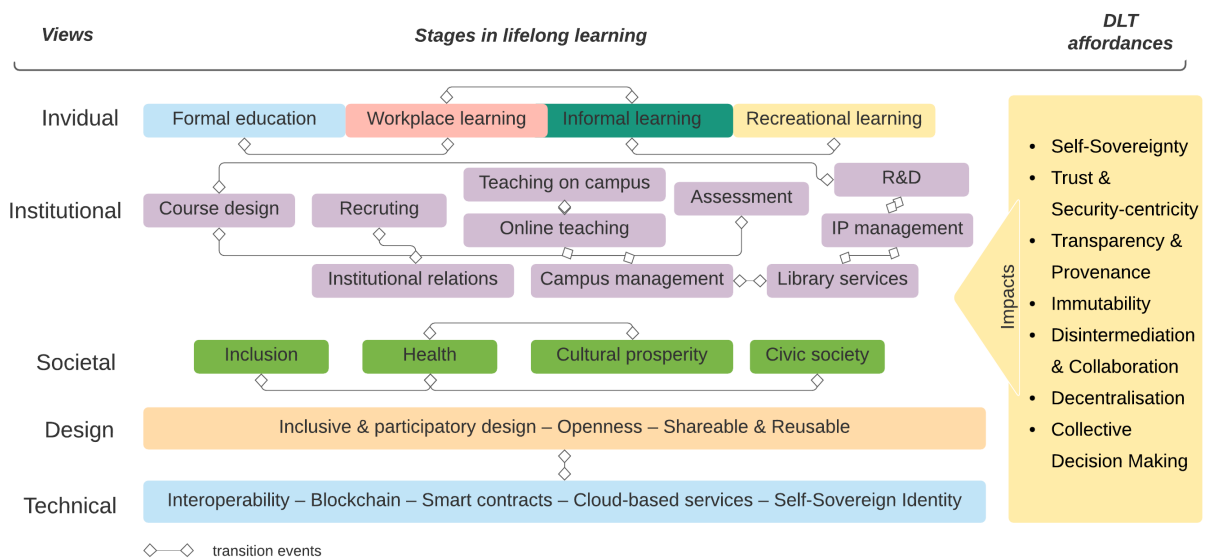 Views
Stages in lifelong learning
DLT
affordances
Invidual
Formal education
Workplace learning
Informal learning
Recreational learning
Institutional
Course design
Recruting
Teaching on campus
Online teaching
Assessment
R&D
IP management
Institutional relations
Campus management
Library services
Societal
Inclusion
Health
Cultural prosperity
Civic society
Design
Inclusive & participatory design – Openness – Shareable & Reusable
Technical
Interoperability – Blockchain – Smart contracts – Cloud-based services – Self-Sovereign Identity
transition events
Impacts
• Self-Sovereignty
• Trust &
Security-centricity
• Transparency &
Provenance
• Immutability
• Disintermediation
& Collaboration
• Decentralisation
• Collective
Decision Making